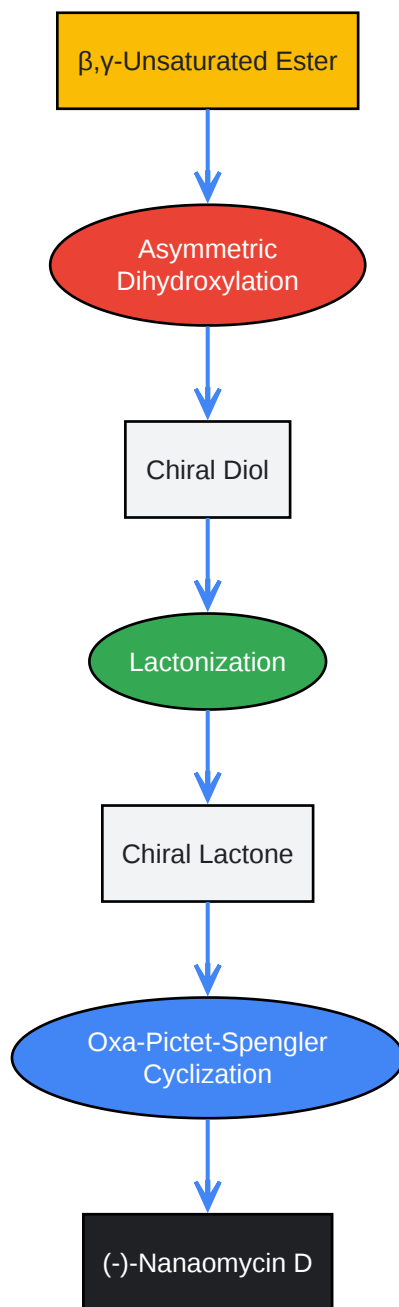 β,γ-Unsaturated Ester
Asymmetric
Dihydroxylation
Chiral Diol
Lactonization
Chiral Lactone
Oxa-Pictet-Spengler
Cyclization
(-)-Nanaomycin D